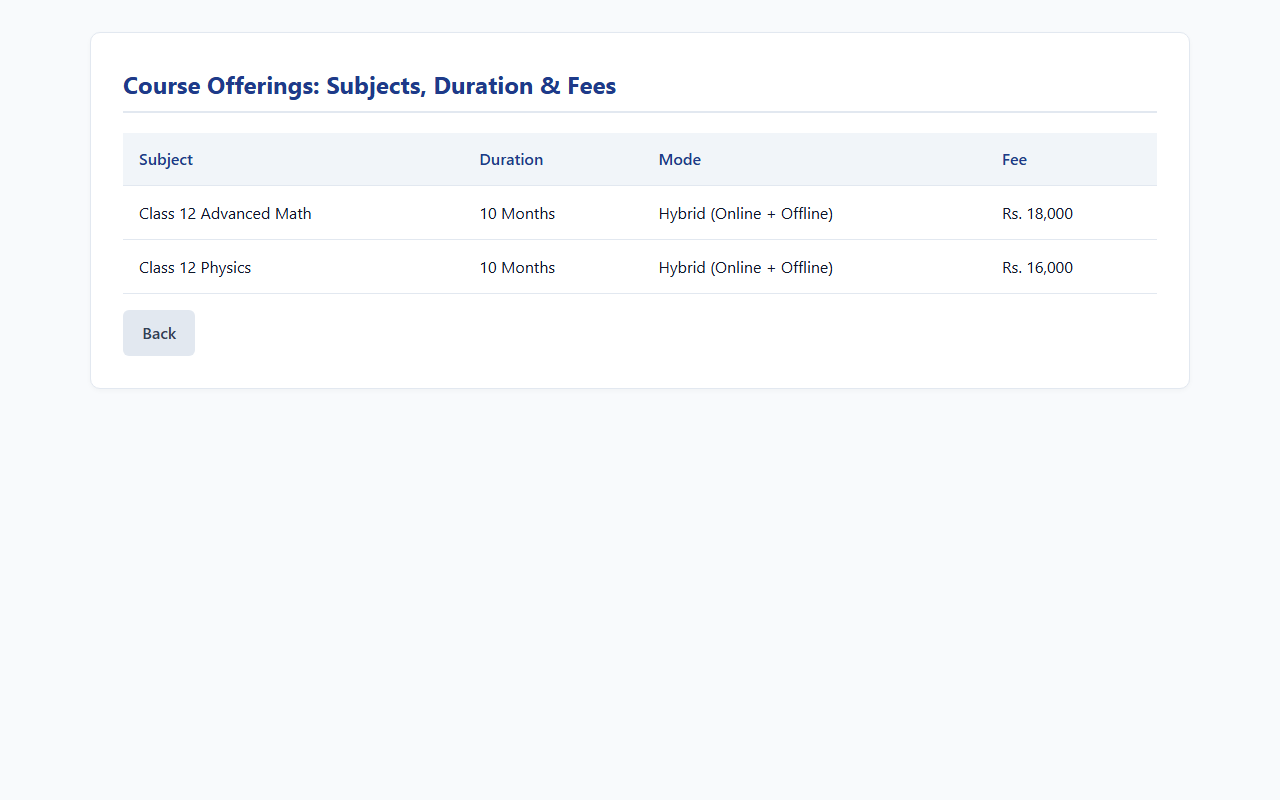 Course Offerings: Subjects, Duration & Fees
Subject Duration Mode Fee
Class 12 Advanced Math 10 Months Hybrid (Online + Offline) Rs. 18,000
Class 12 Physics 10 Months Hybrid (Online + Offline) Rs. 16,000
Back